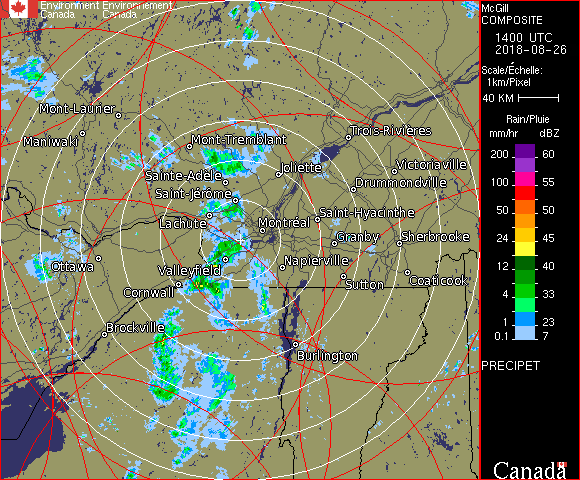 Environment Environnement
Canada Canada
McGill
COMPOSITE
1400 UTC
2018-08-26
Scale/Échelle:
1km/Pixel
40 KM
Rain/Pluie
mm/hr dBZ
200 60
100 55
50 50
24 45
12 40
4 33
1 23
0.1 7
PRECIPET
Canada
Mont-Laurier
Maniwaki
Mont-Tremblant
Trois-Rivières
Joliette
Victoriaville
Sainte-Adèle
Drummondville
Saint-Jérôme
Lachute
Saint-Hyacinthe
Montréal
Granby
Sherbrooke
Ottawa
Valleyfield
Napierville
Cornwall
Sutton
Coaticook
Brockville
Burlington